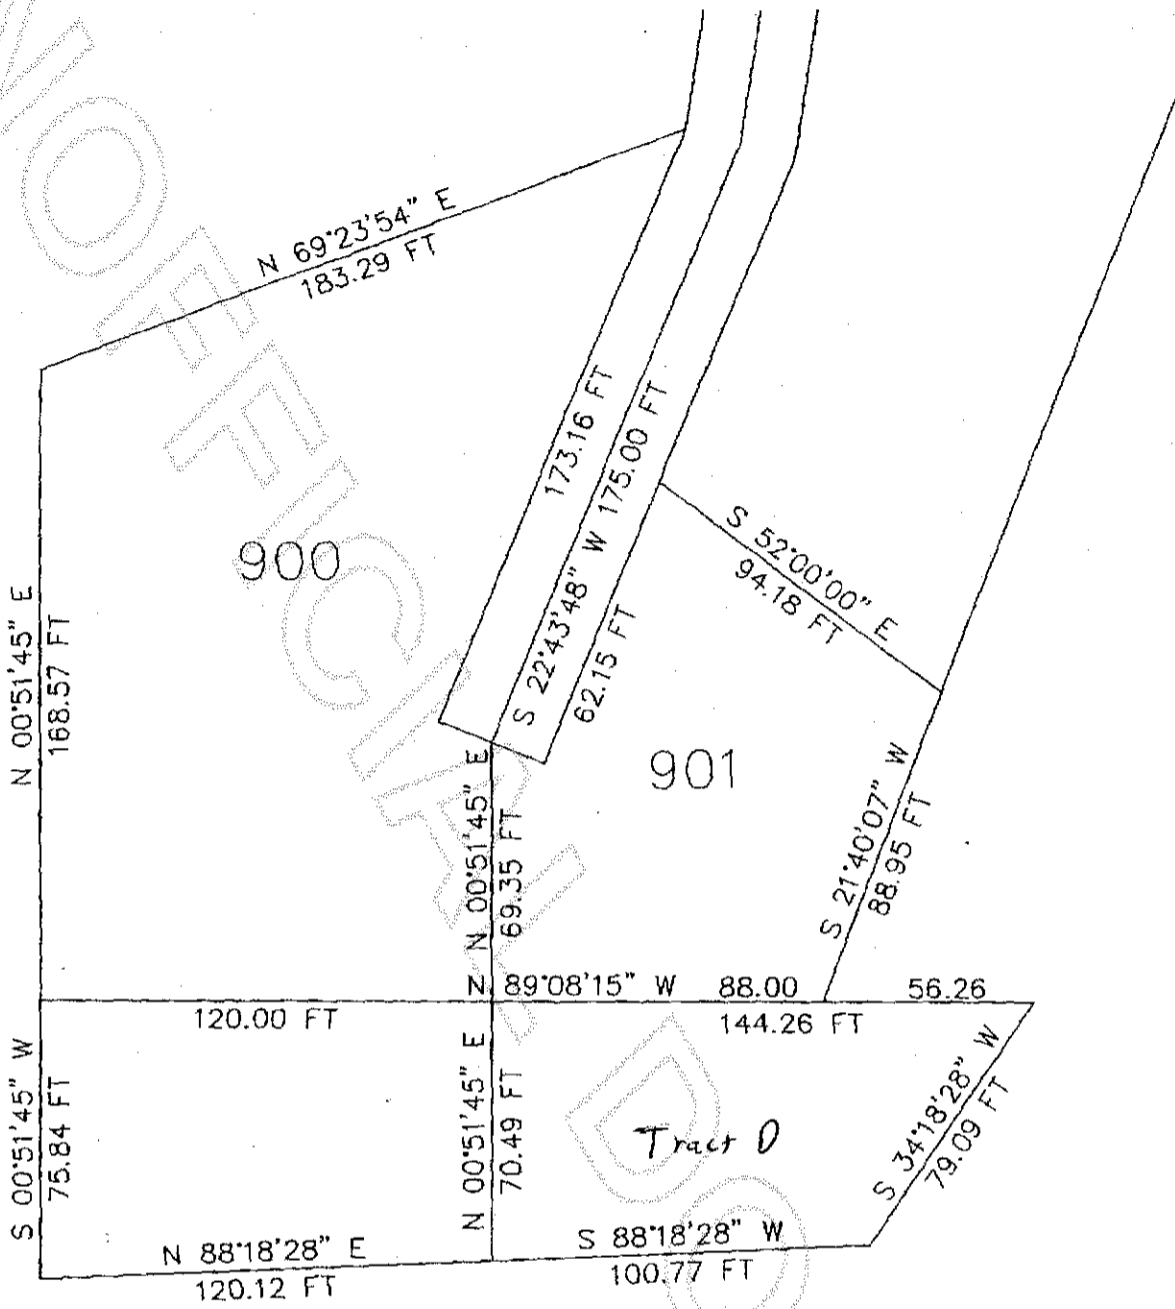 N 69°23'54" E
183.29 FT
173.16 FT
S 22°43'48" W 175.00 FT
62.15 FT
S 52°00'00" E
94.18 FT
900
N 00°51'45" E
168.57 FT
901
N 00°51'45" E
69.35 FT
S 21°40'07" W
88.95 FT
N 89°08'15" W 88.00 56.26
120.00 FT
144.26 FT
S 00°51'45" W
75.84 FT
N 00°51'45" E
70.49 FT
Tract D
S 34°18'28" W
79.09 FT
N 88°18'28" E
120.12 FT
S 88°18'28" W
100.77 FT